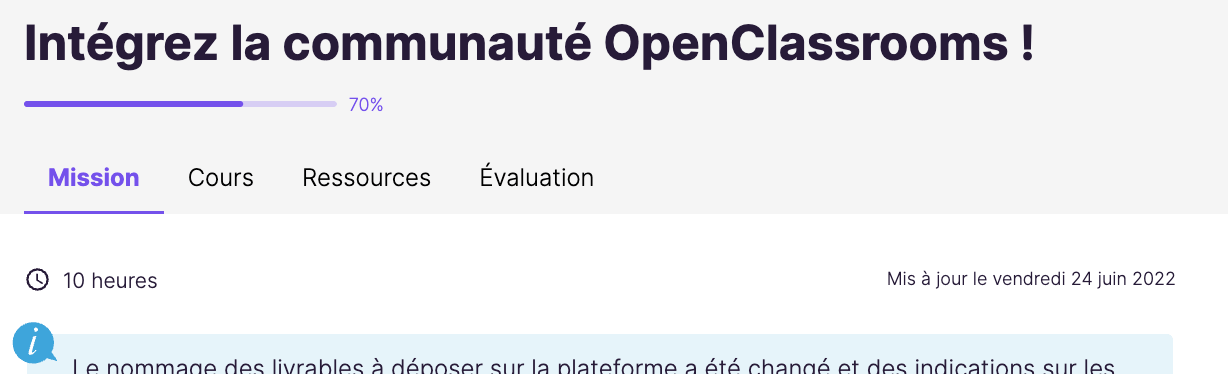 Intégrez la communauté OpenClassrooms !
70%
Mission Cours Ressources Évaluation
10 heures Mis à jour le vendredi 24 juin 2022
i
Le nommage des livrables à déposer sur la plateforme a été changé et des indications sur les